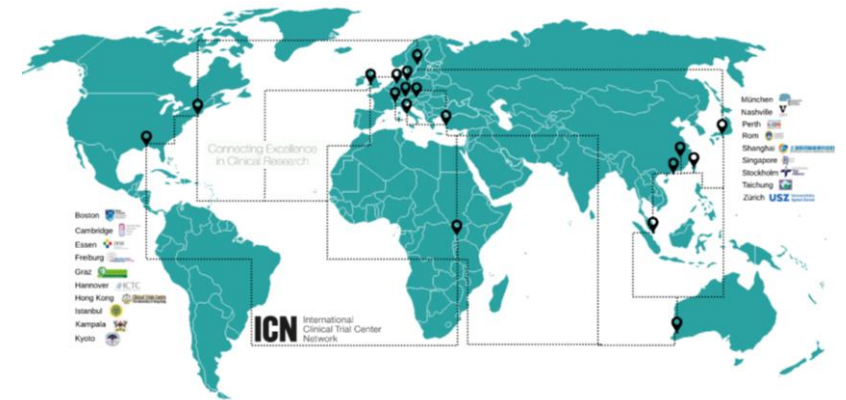 Connecting Excellence
in Clinical Research
Boston
Cambridge
Essen
Freiburg
Graz
Hannover ICTC
Hong Kong
Istanbul
Kampala
Kyoto
ICN International
Clinical Trial Center
Network
München
Nashville
Perth
Rom
Shanghai
Singapore
Stockholm
Taichung
Zürich USZ